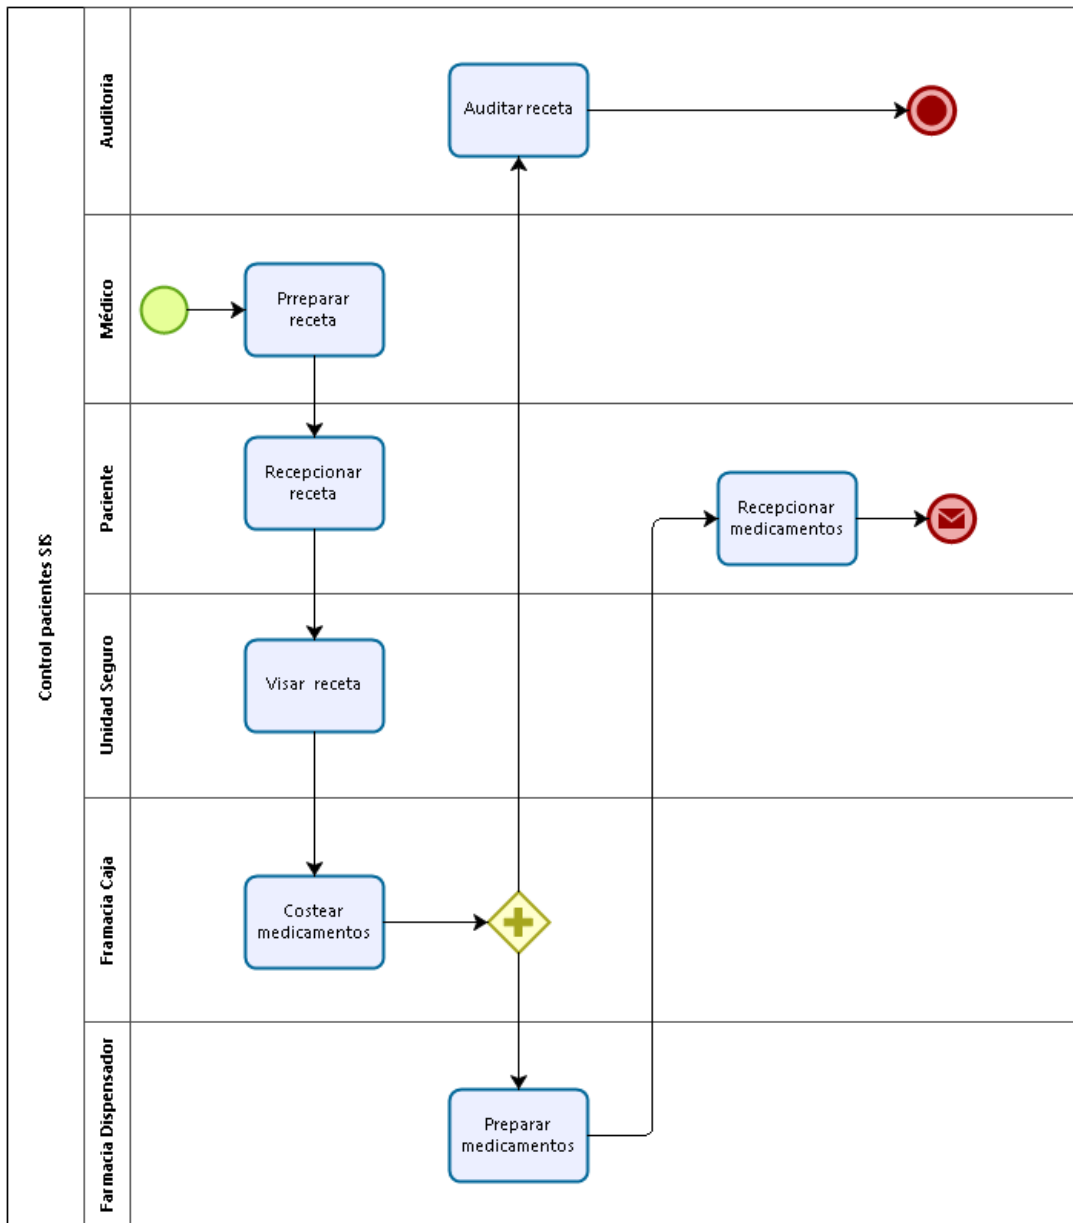 Control pacientes SIS
Auditoria
Auditar receta
Médico
Prreparar
receta
Paciente
Recepcionar
receta
Recepcionar
medicamentos
Unidad Seguro
Visar receta
Framacia Caja
Costear
medicamentos
Farmacia Dispensador
Preparar
medicamentos